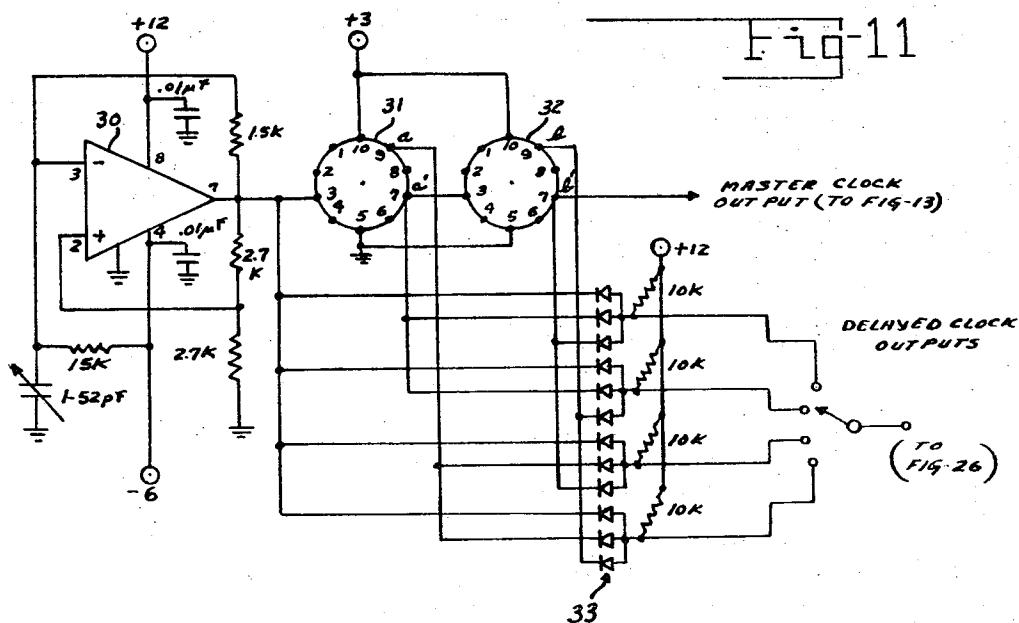 Fig-11
+12
+3
.01µF
30
1.5K
31
a
32
b
8
3
-
7
+
2
4
.01µF
2.7
K
1 10 9
2 8
3 7 a'
4 5 6
1 10 9
2 8
3 7 b'
4 5 6
MASTER CLOCK
OUTPUT (TO FIG-13)
+12
10K
DELAYED CLOCK
OUTPUTS
15K
2.7K
10K
1-52pF
10K
(TO
FIG-26)
-6
10K
33